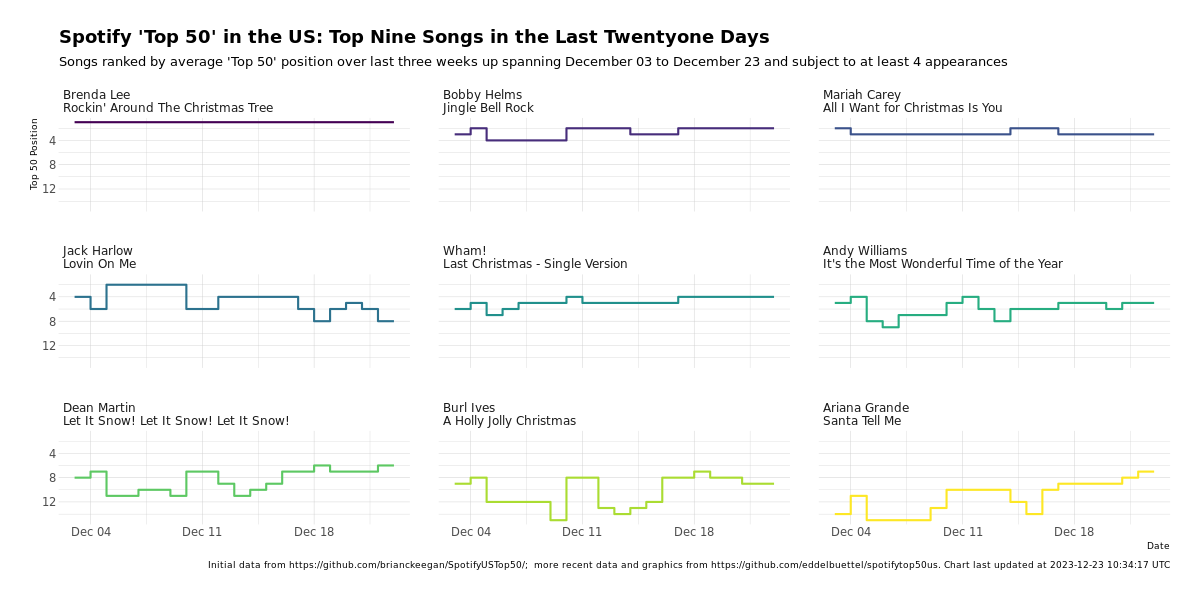 Spotify 'Top 50' in the US: Top Nine Songs in the Last Twentyone Days
Songs ranked by average 'Top 50' position over last three weeks up spanning December 03 to December 23 and subject to at least 4 appearances
Brenda Lee
Rockin' Around The Christmas Tree
Bobby Helms
Jingle Bell Rock
Mariah Carey
All I Want for Christmas Is You
Top 50 Position
4
8
12
Jack Harlow
Lovin On Me
Wham!
Last Christmas - Single Version
Andy Williams
It's the Most Wonderful Time of the Year
4
8
12
Dean Martin
Let It Snow! Let It Snow! Let It Snow!
Burl Ives
A Holly Jolly Christmas
Ariana Grande
Santa Tell Me
4
8
12
Dec 04 Dec 11 Dec 18
Dec 04 Dec 11 Dec 18
Dec 04 Dec 11 Dec 18
Date
Initial data from https://github.com/brianckeegan/SpotifyUSTop50/;  more recent data and graphics from https://github.com/eddelbuettel/spotifytop50us. Chart last updated at 2023-12-23 10:34:17 UTC